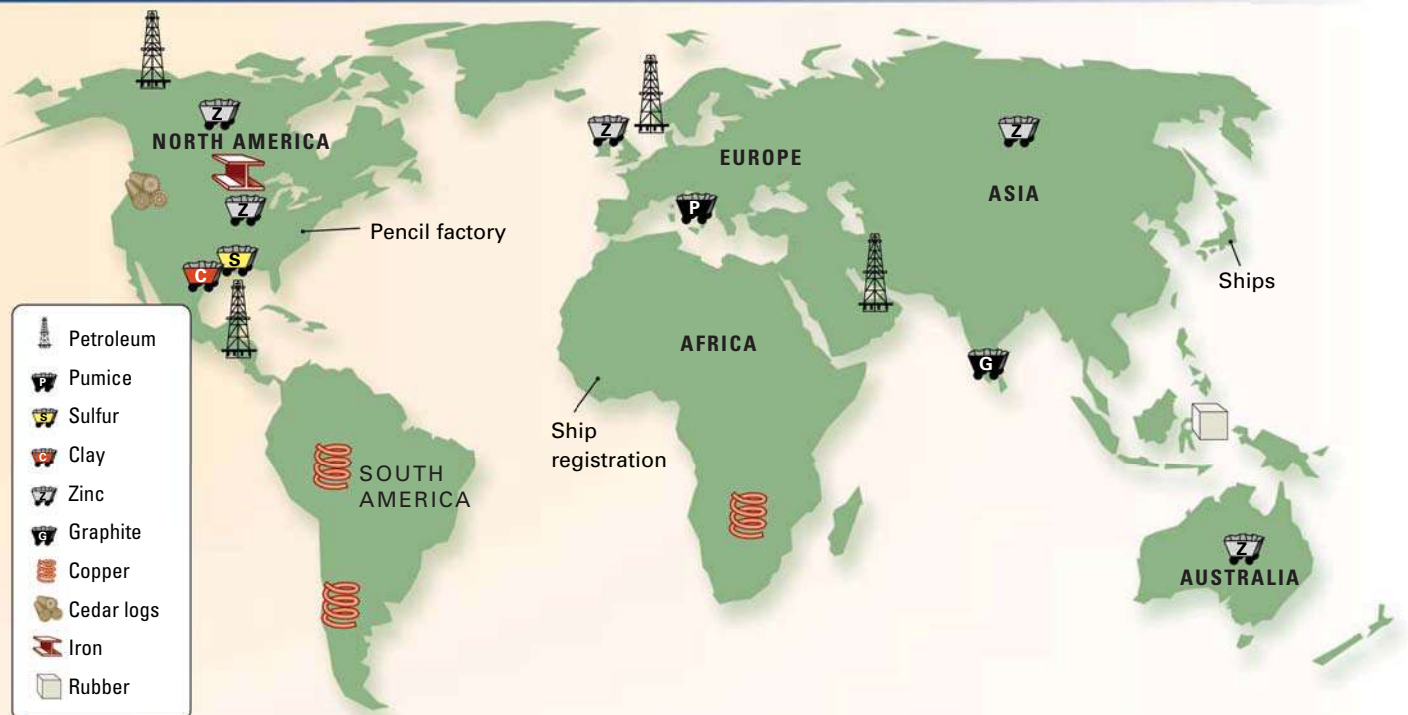 Z
NORTH AMERICA
Z
Pencil factory
S
C
Z
EUROPE
P
Z
ASIA
Ships
AFRICA
G
Ship
registration
SOUTH
AMERICA
Z
AUSTRALIA
P
S
C
Z
G
Petroleum
Pumice
Sulfur
Clay
Zinc
Graphite
Copper
Cedar logs
Iron
Rubber